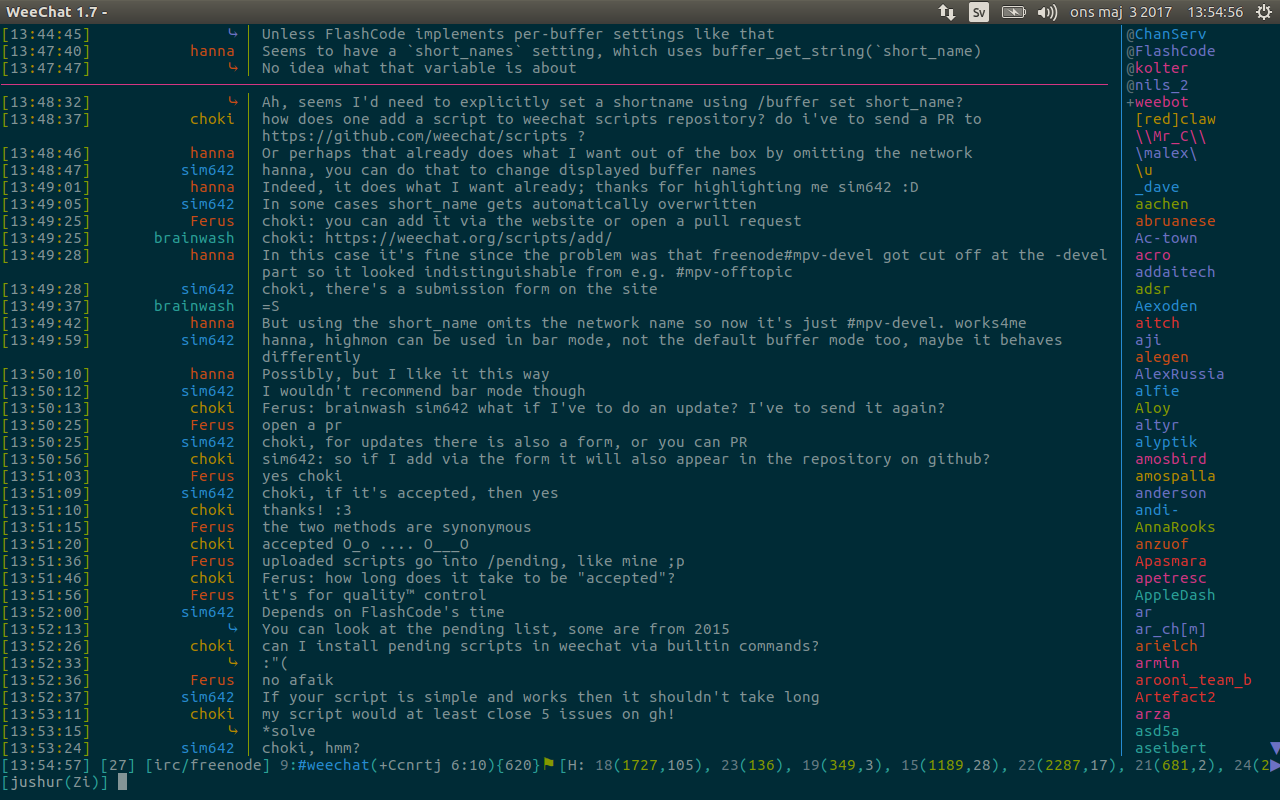 WeeChat 1.7 -
Sv
ons maj 3 2017 13:54:56
[13:44:45] ⤷ │ Unless FlashCode implements per-buffer settings like that
[13:47:40] hanna │ Seems to have a `short_names` setting, which uses buffer_get_string(`short_name)
[13:47:47] ⤷ │ No idea what that variable is about
[13:48:32] ⤷ │ Ah, seems I'd need to explicitly set a shortname using /buffer set short_name?
[13:48:37] choki │ how does one add a script to weechat scripts repository? do i've to send a PR to
https://github.com/weechat/scripts ?
[13:48:46] hanna │ Or perhaps that already does what I want out of the box by omitting the network
[13:48:47] sim642 │ hanna, you can do that to change displayed buffer names
[13:49:01] hanna │ Indeed, it does what I want already; thanks for highlighting me sim642 :D
[13:49:05] sim642 │ In some cases short_name gets automatically overwritten
[13:49:25] Ferus │ choki: you can add it via the website or open a pull request
[13:49:25] brainwash │ choki: https://weechat.org/scripts/add/
[13:49:28] hanna │ In this case it's fine since the problem was that freenode#mpv-devel got cut off at the -devel
part so it looked indistinguishable from e.g. #mpv-offtopic
[13:49:28] sim642 │ choki, there's a submission form on the site
[13:49:37] brainwash │ =S
[13:49:42] hanna │ But using the short_name omits the network name so now it's just #mpv-devel. works4me
[13:49:59] sim642 │ hanna, highmon can be used in bar mode, not the default buffer mode too, maybe it behaves
differently
[13:50:10] hanna │ Possibly, but I like it this way
[13:50:12] sim642 │ I wouldn't recommend bar mode though
[13:50:13] choki │ Ferus: brainwash sim642 what if I've to do an update? I've to send it again?
[13:50:25] Ferus │ open a pr
[13:50:25] sim642 │ choki, for updates there is also a form, or you can PR
[13:50:56] choki │ sim642: so if I add via the form it will also appear in the repository on github?
[13:51:03] Ferus │ yes choki
[13:51:09] sim642 │ choki, if it's accepted, then yes
[13:51:10] choki │ thanks! :3
[13:51:15] Ferus │ the two methods are synonymous
[13:51:20] choki │ accepted O_o .... O___O
[13:51:36] Ferus │ uploaded scripts go into /pending, like mine ;p
[13:51:46] choki │ Ferus: how long does it take to be "accepted"?
[13:51:56] Ferus │ it's for quality™ control
[13:52:00] sim642 │ Depends on FlashCode's time
[13:52:13] ⤷ │ You can look at the pending list, some are from 2015
[13:52:26] choki │ can I install pending scripts in weechat via builtin commands?
[13:52:33] ⤷ │ :"(
[13:52:36] Ferus │ no afaik
[13:52:37] sim642 │ If your script is simple and works then it shouldn't take long
[13:53:11] choki │ my script would at least close 5 issues on gh!
[13:53:15] ⤷ │ *solve
[13:53:24] sim642 │ choki, hmm?
@ChanServ
@FlashCode
@kolter
@nils_2
+weebot
[red]claw
\\Mr_C\\
\malex\
\u
_dave
aachen
abruanese
Ac-town
acro
addaitech
adsr
Aexoden
aitch
aji
alegen
AlexRussia
alfie
Aloy
altyr
alyptik
amosbird
amospalla
anderson
andi-
AnnaRooks
anzuof
Apasmara
apetresc
AppleDash
ar
ar_ch[m]
arielch
armin
arooni_team_b
Artefact2
arza
asd5a
aseibert
[13:54:57] [27] [irc/freenode] 9:#weechat(+Ccnrtj 6:10){620}⚑[H: 18(1727,105), 23(136), 19(349,3), 15(1189,28), 22(2287,17), 21(681,2), 24(2
[jushur(Zi)]